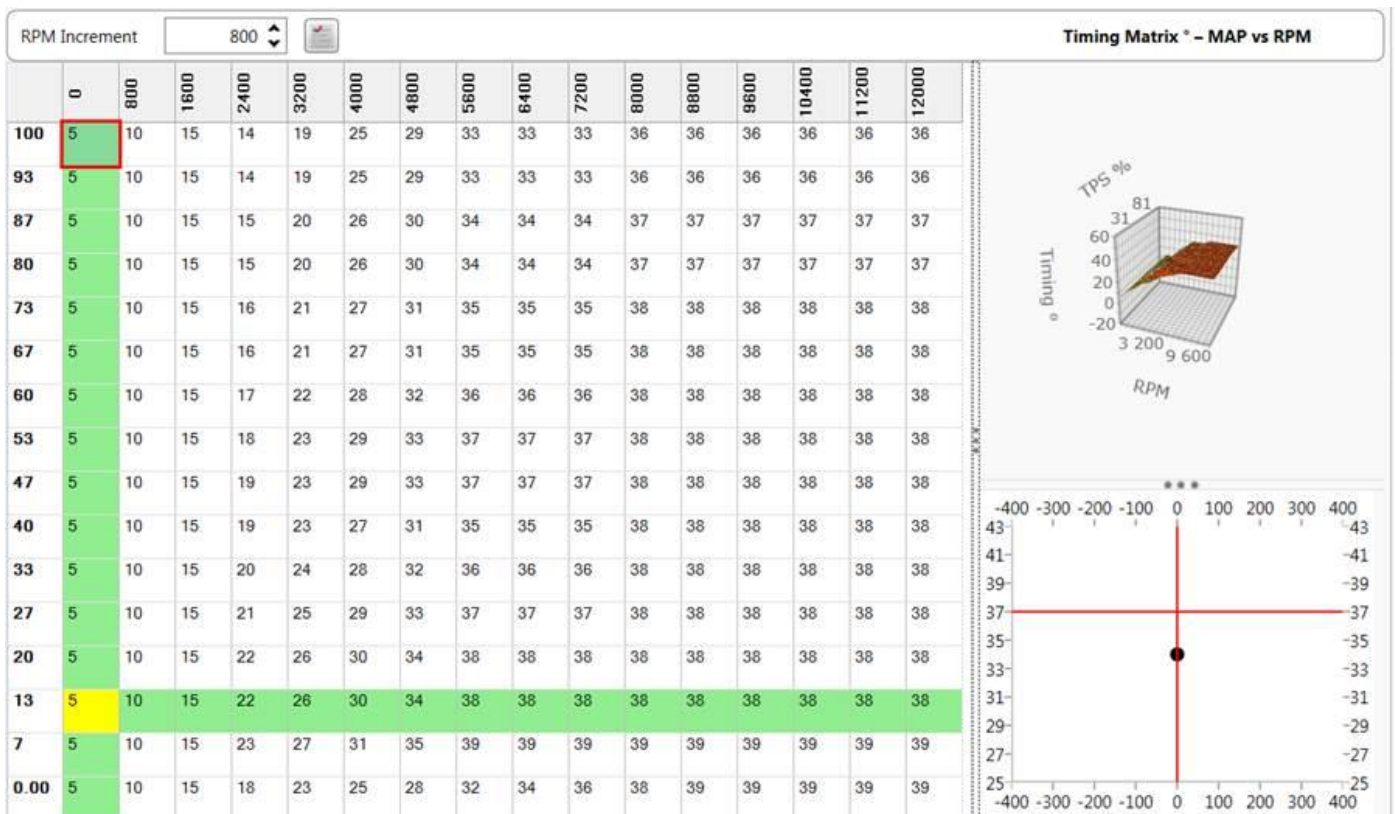 RPM Increment 800 Timing Matrix ° – MAP vs RPM
0 800 1600 2400 3200 4000 4800 5600 6400 7200 8000 8800 9600 10400 11200 12000
100 5 10 15 14 19 25 29 33 33 33 36 36 36 36 36 36
93 5 10 15 14 19 25 29 33 33 33 36 36 36 36 36 36
87 5 10 15 15 20 26 30 34 34 34 37 37 37 37 37 37
80 5 10 15 15 20 26 30 34 34 34 37 37 37 37 37 37
73 5 10 15 16 21 27 31 35 35 35 38 38 38 38 38 38
67 5 10 15 16 21 27 31 35 35 35 38 38 38 38 38 38
60 5 10 15 17 22 28 32 36 36 36 38 38 38 38 38 38
53 5 10 15 18 23 29 33 37 37 37 38 38 38 38 38 38
47 5 10 15 19 23 29 33 37 37 37 38 38 38 38 38 38
40 5 10 15 19 23 27 31 35 35 35 38 38 38 38 38 38
33 5 10 15 20 24 28 32 36 36 36 38 38 38 38 38 38
27 5 10 15 21 25 29 33 37 37 37 38 38 38 38 38 38
20 5 10 15 22 26 30 34 38 38 38 38 38 38 38 38 38
13 5 10 15 22 26 30 34 38 38 38 38 38 38 38 38 38
7 5 10 15 23 27 31 35 39 39 39 39 39 39 39 39 39
0.00 5 10 15 18 23 25 28 32 34 36 38 39 39 39 39 39
TPS %
81
31
60
40
20
0
-20
Timing °
3 200
9 600
RPM
-400 -300 -200 -100 0 100 200 300 400
43 43
41 41
39 39
37 37
35 35
33 33
31 31
29 29
27 27
25 25
-400 -300 -200 -100 0 100 200 300 400